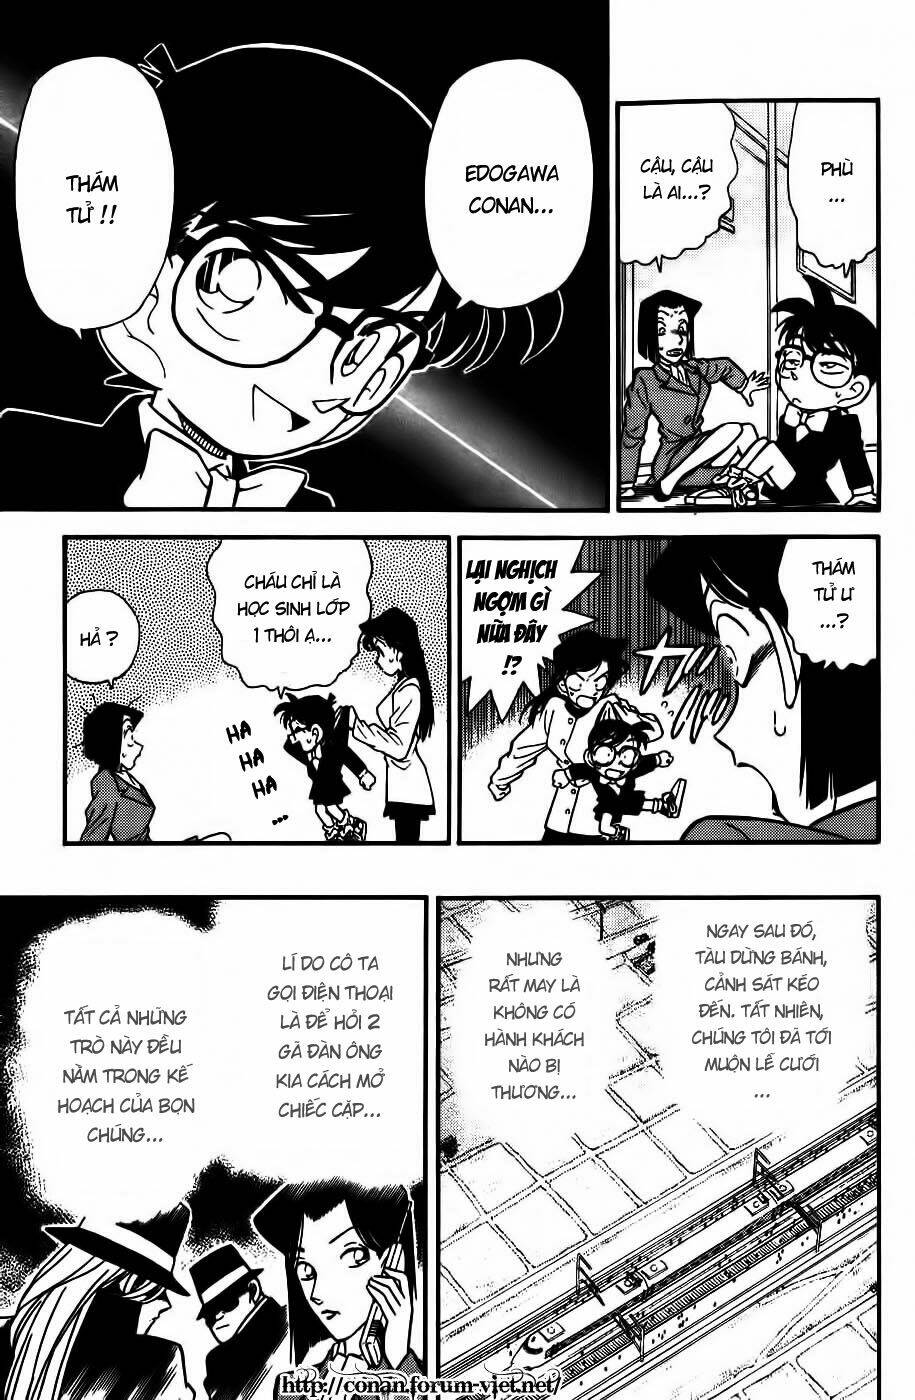 PHÙ
...
CẬU, CẬU
LÀ AI...?
EDOGAWA
CONAN...
THÁM
TỬ !!
THÁM
TỬ Ư
...?
LẠI NGHỊCH
NGỢM GÌ
NỮA ĐÂY
!?
CHÁU CHỈ LÀ
HỌC SINH LỚP
1 THÔI Ạ...
HA
HA
HA
...
HẢ ?
NGAY SAU ĐÓ,
TÀU DỪNG BÁNH,
CẢNH SÁT KÉO
ĐẾN. TẤT NHIÊN,
CHÚNG TÔI ĐÃ TỚI
MUỘN LỄ CƯỚI
...
NHƯNG
RẤT MAY LÀ
KHÔNG CÓ
HÀNH KHÁCH
NÀO BỊ
THƯƠNG...
LÍ DO CÔ TA
GỌI ĐIỆN THOẠI
LÀ ĐỂ HỎI 2
GÃ ĐÀN ÔNG
KIA CÁCH MỞ
CHIẾC CẶP...
TẤT CẢ NHỮNG
TRÒ NÀY ĐỀU
NẰM TRONG KẾ
HOẠCH CỦA BỌN
CHÚNG...
http://conan.forum-viet.net/